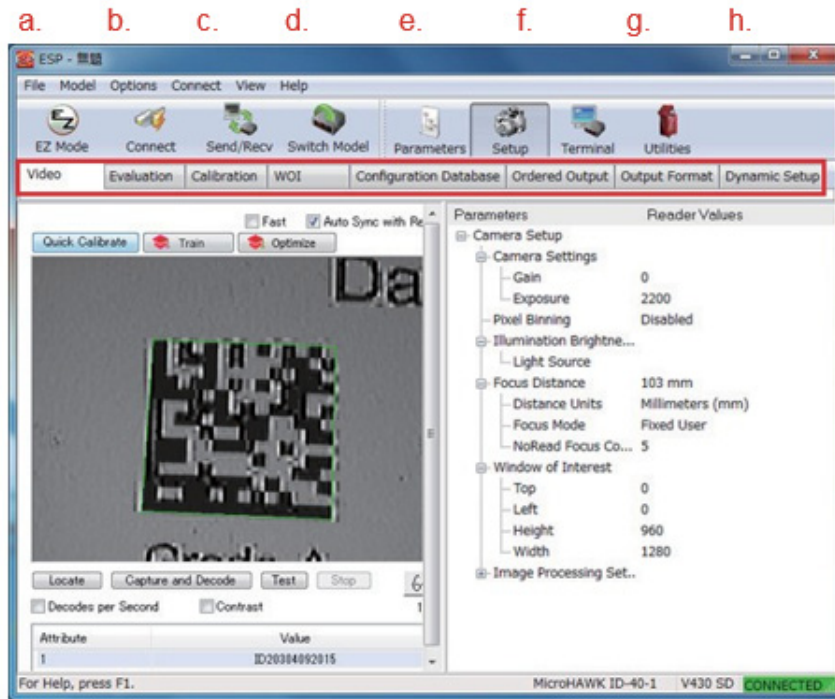 a. b. c. d. e. f. g. h.
ESP - 無題
File Model Options Connect View Help
EZ Mode Connect Send/Recv Switch Model Parameters Setup Terminal Utilities
Video Evaluation Calibration WOI Configuration Database Ordered Output Output Format Dynamic Setup
Fast Auto Sync with Re
Quick Calibrate Train Optimize
Da
Locate Capture and Decode Test Stop
Decodes per Second Contrast
Attribute Value
1 ID20304092015
Parameters Reader Values
Camera Setup
Camera Settings
Gain 0
Exposure 2200
Pixel Binning Disabled
Illumination Brightne...
Light Source
Focus Distance 103 mm
Distance Units Millimeters (mm)
Focus Mode Fixed User
NoRead Focus Co... 5
Window of Interest
Top 0
Left 0
Height 960
Width 1280
Image Processing Set..
For Help, press F1. MicroHAWK ID-40-1 V430 SD CONNECTED